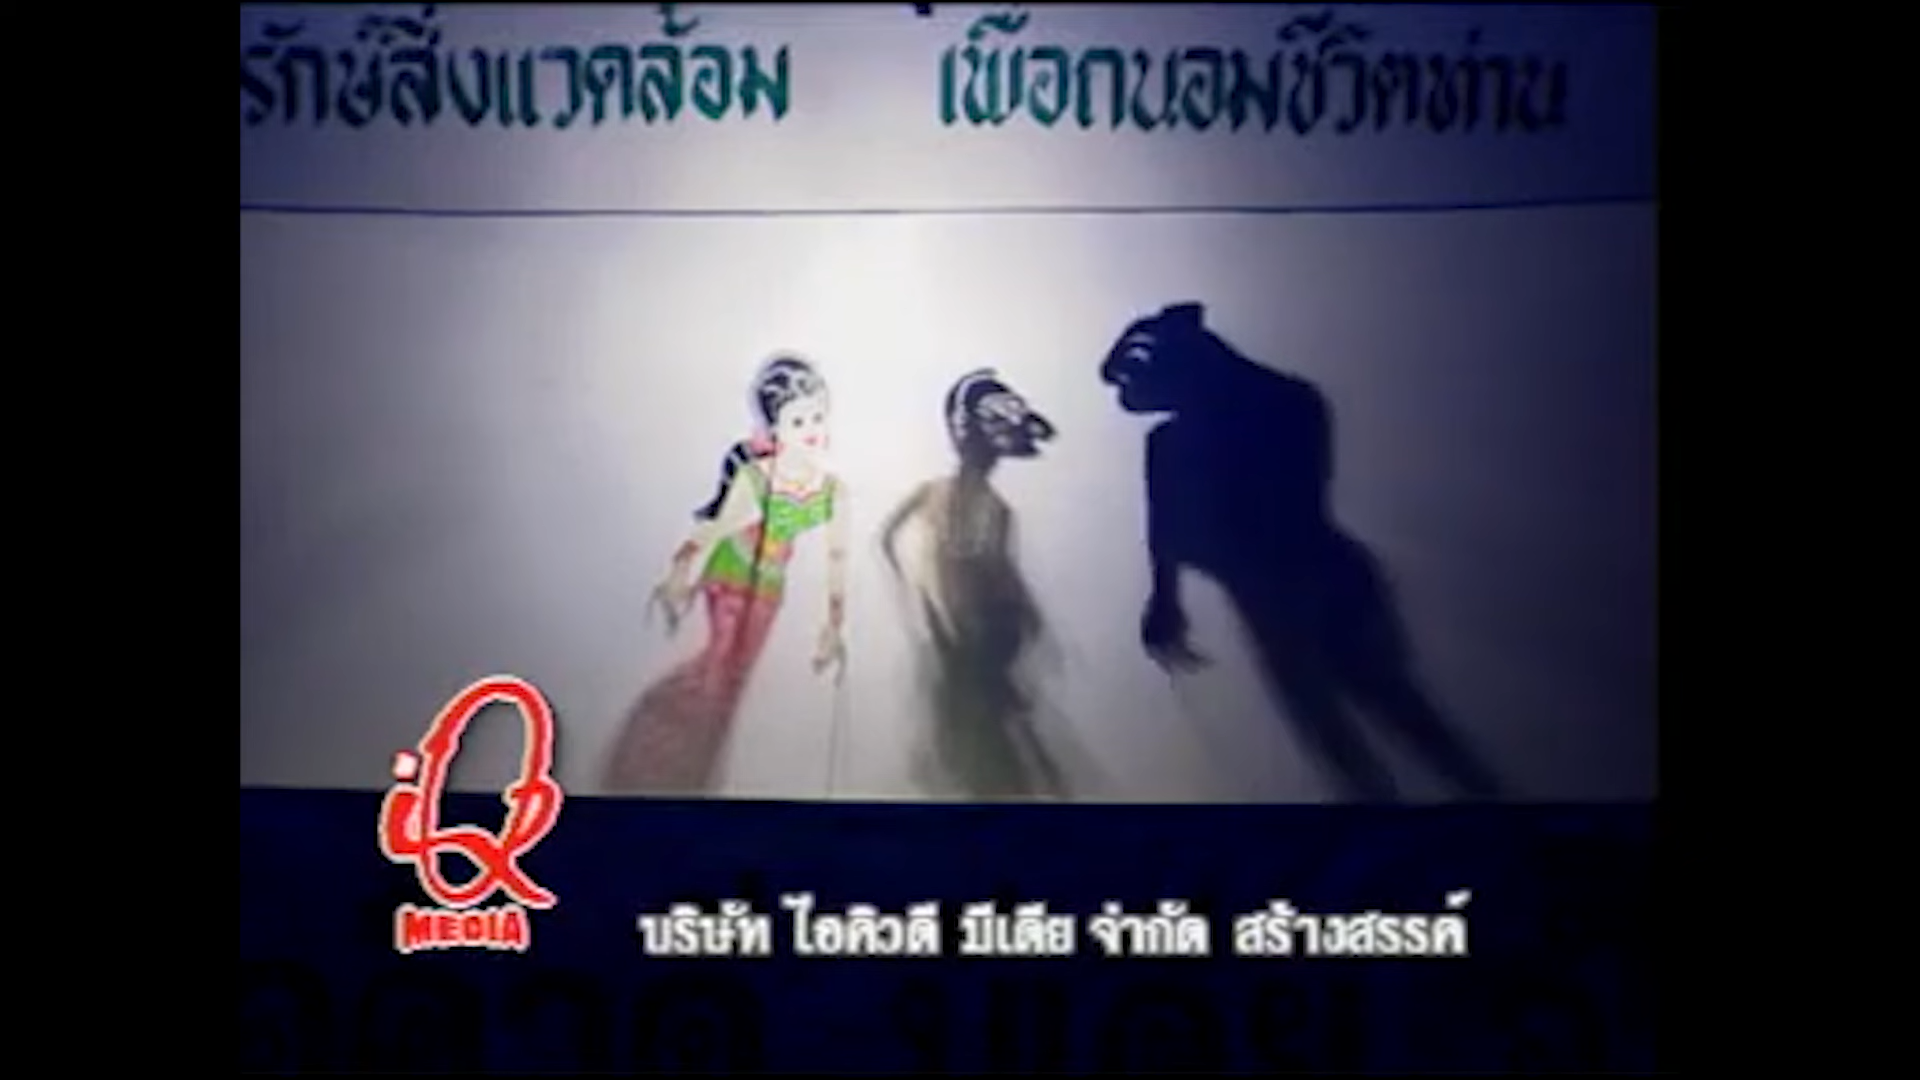 รักษ์สิ่งแวดล้อม เพื่อถนอมชีวิตท่าน
iQD
MEDIA
บริษัท ไอคิวดี มีเดีย จำกัด สร้างสรรค์